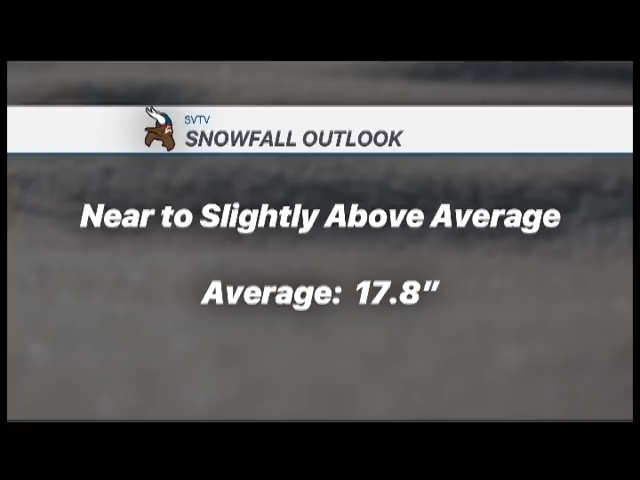 SVTV
SNOWFALL OUTLOOK
Near to Slightly Above Average
Average: 17.8”